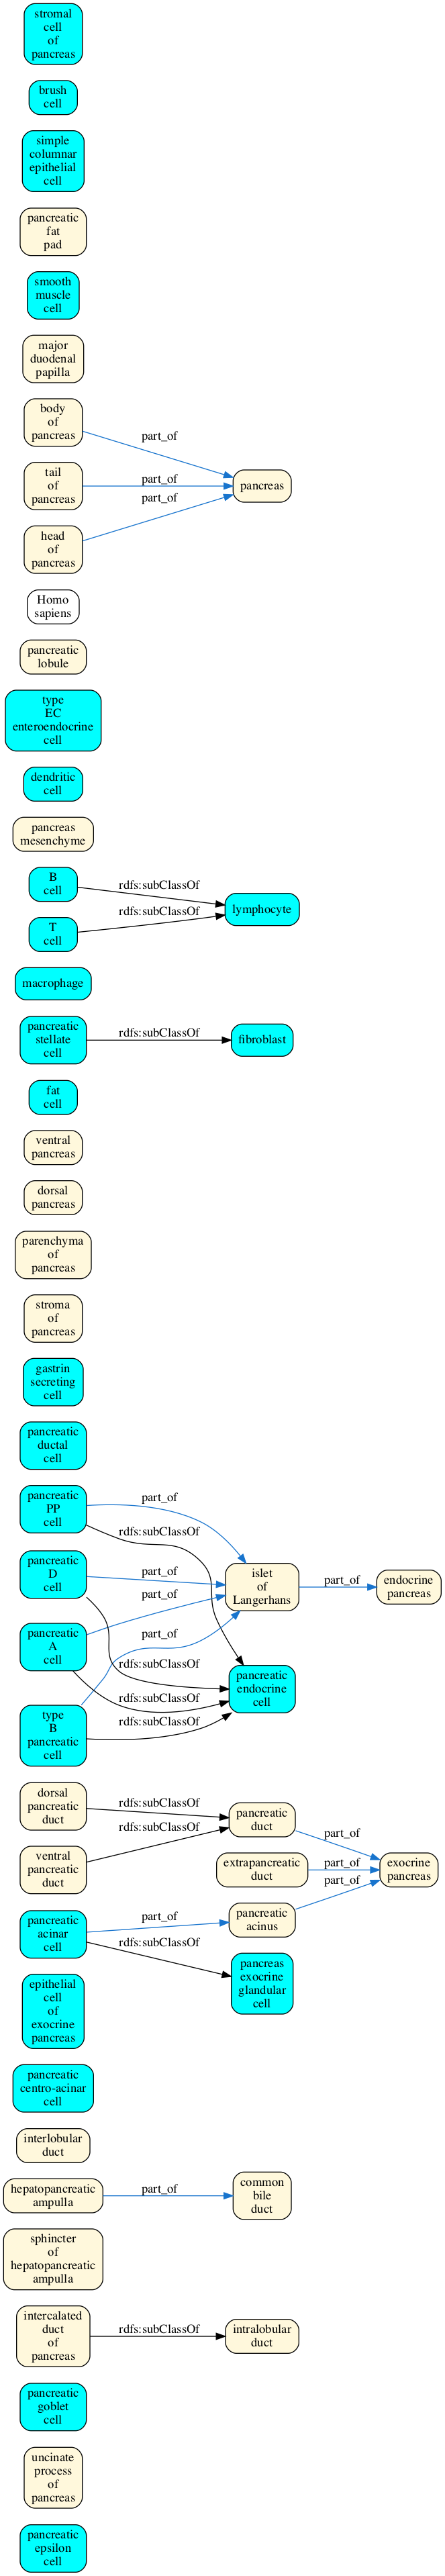 stromal
cell
of
pancreas
brush
cell
simple
columnar
epithelial
cell
pancreatic
fat
pad
smooth
muscle
cell
major
duodenal
papilla
body
of
pancreas
part_of
tail
of
pancreas
part_of
pancreas
part_of
head
of
pancreas
Homo
sapiens
pancreatic
lobule
type
EC
enteroendocrine
cell
dendritic
cell
pancreas
mesenchyme
B
cell
rdfs:subClassOf
lymphocyte
rdfs:subClassOf
T
cell
macrophage
pancreatic
stellate
cell
rdfs:subClassOf
fibroblast
fat
cell
ventral
pancreas
dorsal
pancreas
parenchyma
of
pancreas
stroma
of
pancreas
gastrin
secreting
cell
pancreatic
ductal
cell
pancreatic
PP
cell
part_of
rdfs:subClassOf
pancreatic
D
cell
part_of
part_of
islet
of
Langerhans
part_of
endocrine
pancreas
pancreatic
A
cell
part_of
rdfs:subClassOf
rdfs:subClassOf
pancreatic
endocrine
cell
type
B
pancreatic
cell
rdfs:subClassOf
dorsal
pancreatic
duct
rdfs:subClassOf
rdfs:subClassOf
pancreatic
duct
part_of
ventral
pancreatic
duct
extrapancreatic
duct
part_of
exocrine
pancreas
part_of
pancreatic
acinar
cell
part_of
rdfs:subClassOf
pancreatic
acinus
pancreas
exocrine
glandular
cell
epithelial
cell
of
exocrine
pancreas
pancreatic
centro-acinar
cell
interlobular
duct
hepatopancreatic
ampulla
part_of
common
bile
duct
sphincter
of
hepatopancreatic
ampulla
intercalated
duct
of
pancreas
rdfs:subClassOf
intralobular
duct
pancreatic
goblet
cell
uncinate
process
of
pancreas
pancreatic
epsilon
cell